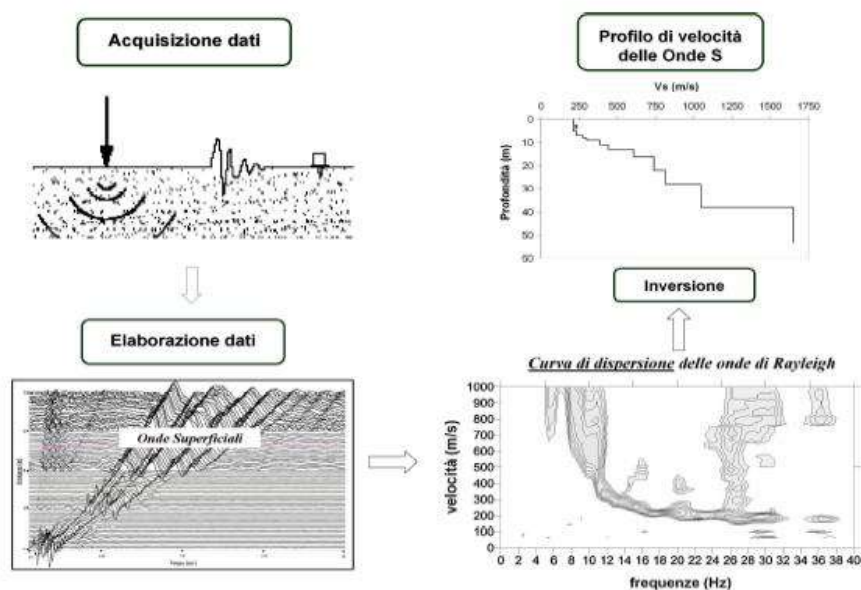 Acquisizione dati
Profilo di velocità
delle Onde S
Vs (m/s)
0 250 500 750 1000 1250 1500 1750
Profondità (m)
0
10
20
30
40
50
60
Elaborazione dati
Onde Superficiali
Inversione
Curva di dispersione delle onde di Rayleigh
velocità (m/s)
1000
900
800
700
600
500
400
300
200
100
0
0 2 4 6 8 10 12 14 16 18 20 22 24 26 28 30 32 34 36 38 40
frequenze (Hz)